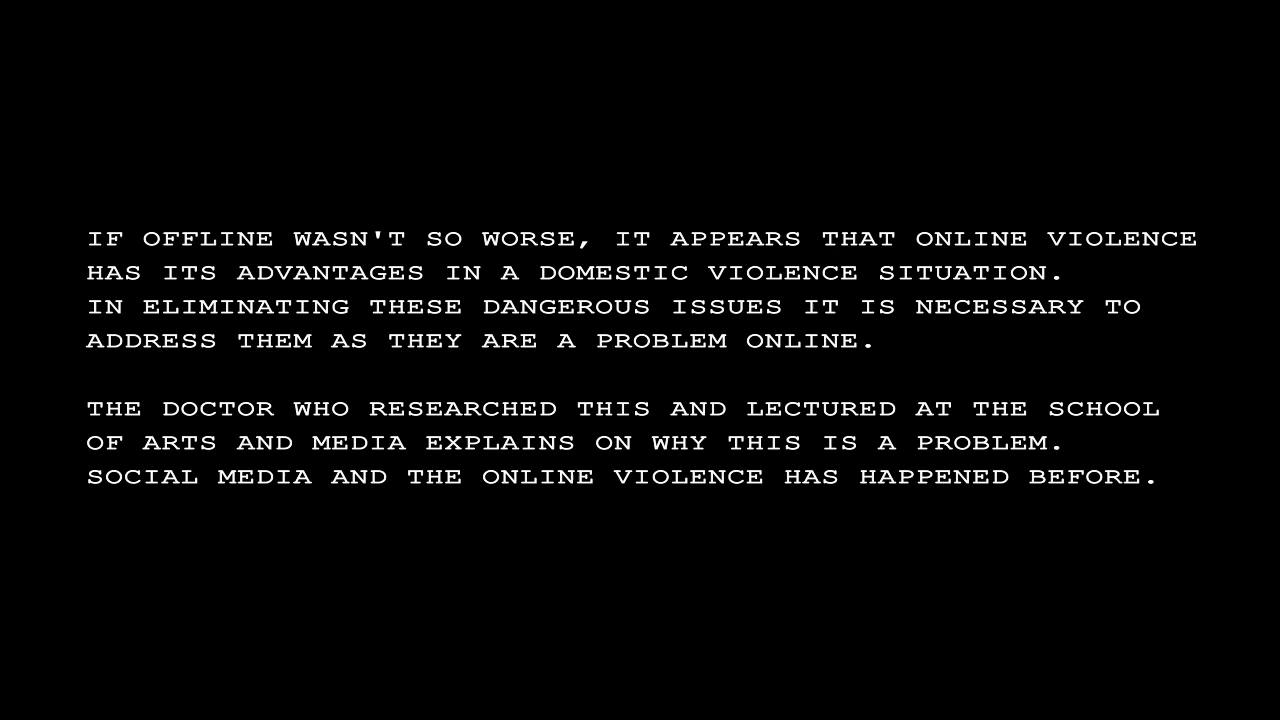 IF OFFLINE WASN'T SO WORSE, IT APPEARS THAT ONLINE VIOLENCE
HAS ITS ADVANTAGES IN A DOMESTIC VIOLENCE SITUATION.
IN ELIMINATING THESE DANGEROUS ISSUES IT IS NECESSARY TO
ADDRESS THEM AS THEY ARE A PROBLEM ONLINE.
THE DOCTOR WHO RESEARCHED THIS AND LECTURED AT THE SCHOOL
OF ARTS AND MEDIA EXPLAINS ON WHY THIS IS A PROBLEM.
SOCIAL MEDIA AND THE ONLINE VIOLENCE HAS HAPPENED BEFORE.